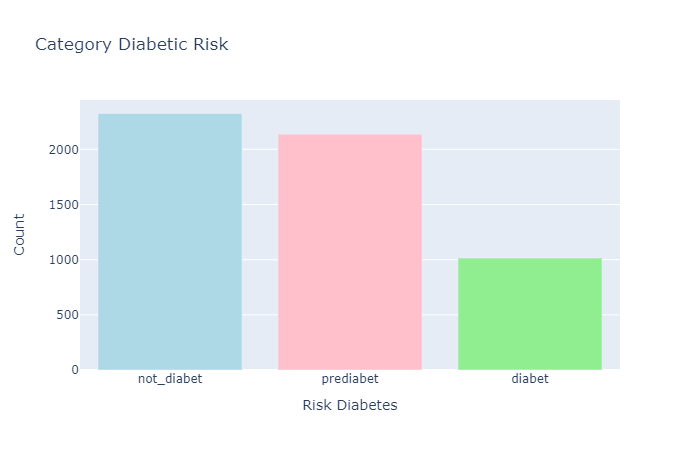 Category Diabetic Risk
2000
1500
1000
500
0
Count
not_diabet prediabet diabet
Risk Diabetes